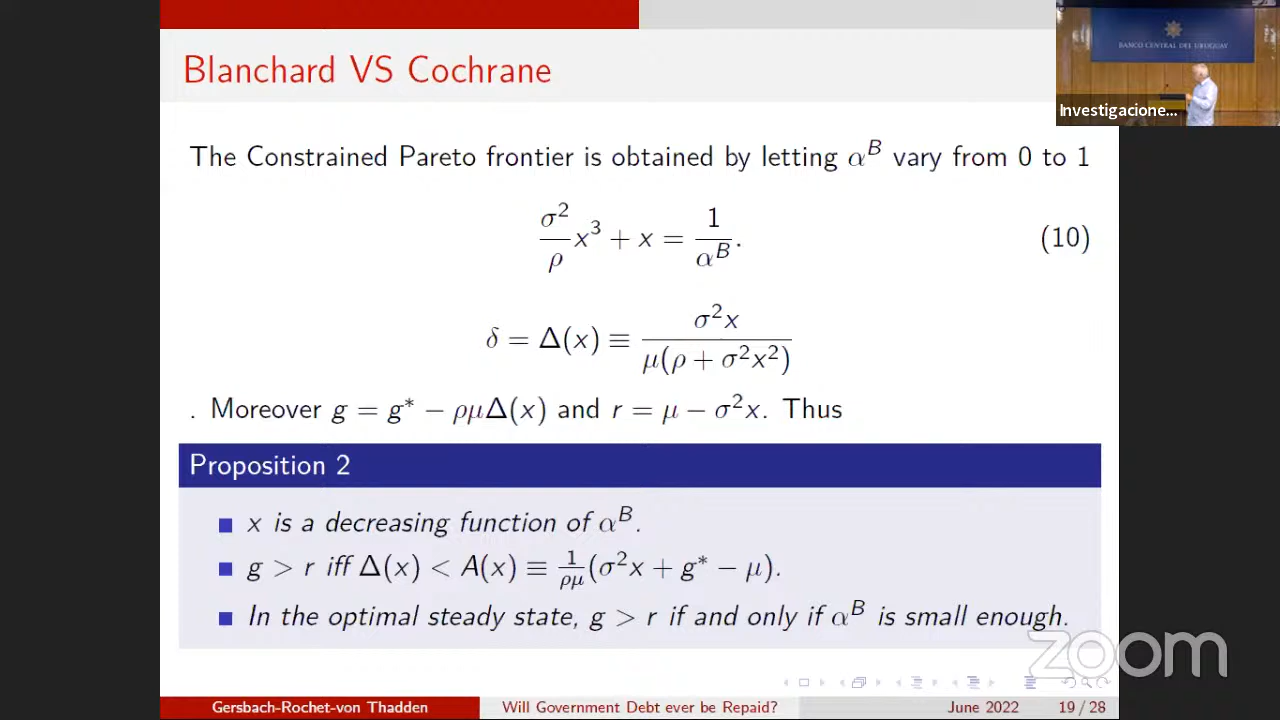 BANCO CENTRAL DEL URUGUAY
Investigacione...
Blanchard VS Cochrane
The Constrained Pareto frontier is obtained by letting α^B vary from 0 to 1
σ²/ρ x³ + x = 1/α^B. (10)
δ = Δ(x) ≡ σ²x / μ(ρ + σ²x²)
. Moreover g = g* − ρμΔ(x) and r = μ − σ²x. Thus
Proposition 2
x is a decreasing function of α^B.
g > r iff Δ(x) < A(x) ≡ 1/ρμ (σ²x + g* − μ).
In the optimal steady state, g > r if and only if α^B is small enough.
zoom
Gersbach-Rochet-von Thadden Will Government Debt ever be Repaid? June 2022 19 / 28